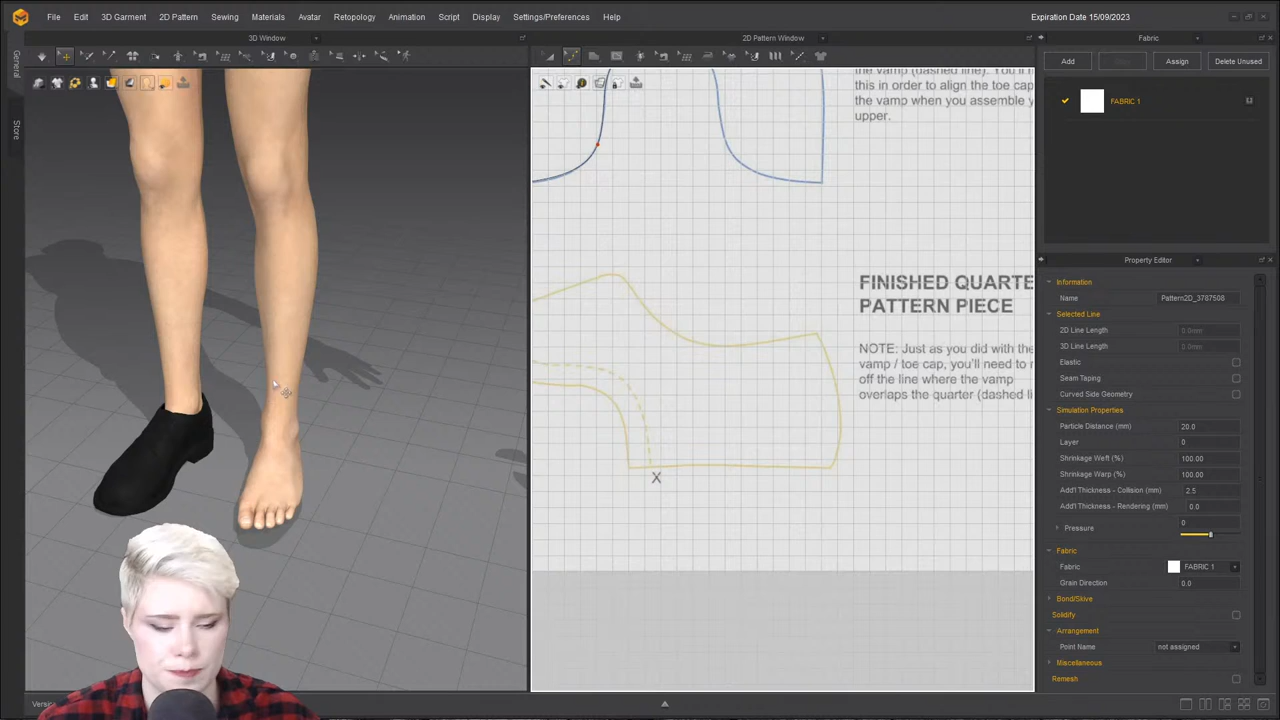 File Edit 3D Garment 2D Pattern Sewing Materials Avatar Retopology Animation Script Display Settings/Preferences Help
Expiration Date 15/09/2023
3D Window
2D Pattern Window
Fabric
General
Store
Add
Assign
Delete Unused
FABRIC 1
the vamp (dashed line). You'll
this in order to align the toe cap
the vamp when you assemble y
upper.
FINISHED QUARTE
PATTERN PIECE
NOTE: Just as you did with the
vamp / toe cap, you'll need to
off the line where the vamp
overlaps the quarter (dashed li
X
Property Editor
Information
Name Pattern2D_3787508
Selected Line
2D Line Length 0.0mm
3D Line Length 0.0mm
Elastic
Seam Taping
Curved Side Geometry
Simulation Properties
Particle Distance (mm) 20.0
Layer 0
Shrinkage Weft (%) 100.00
Shrinkage Warp (%) 100.00
Add'l Thickness - Collision (mm) 2.5
Add'l Thickness - Rendering (mm) 0.0
Pressure 0
Fabric
Fabric FABRIC 1
Grain Direction 0.0
Bond/Skive
Solidify
Arrangement
Point Name not assigned
Miscellaneous
Remesh